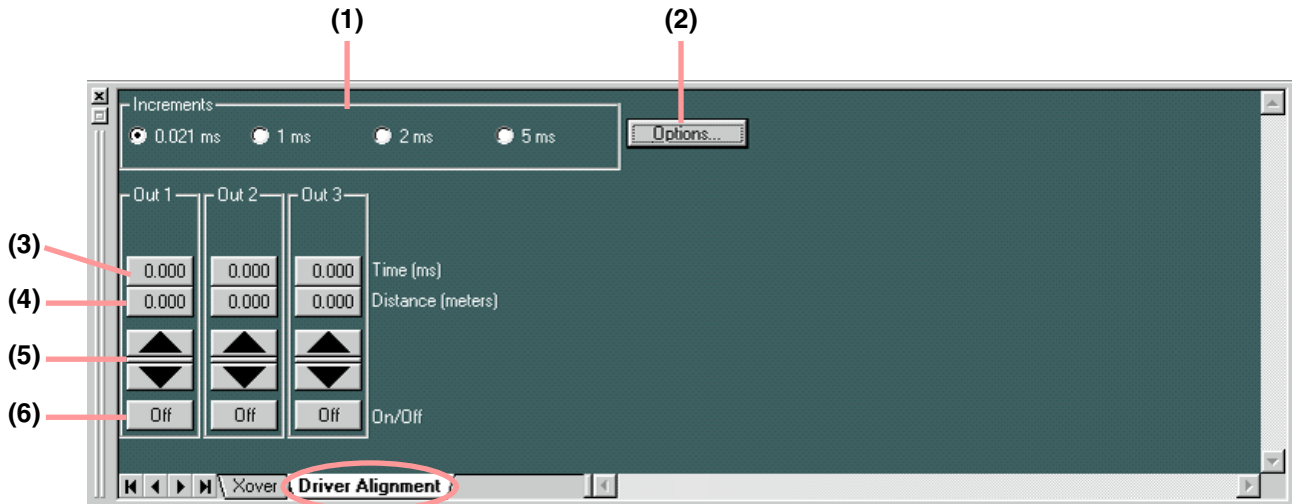 (1)
(2)
Increments
0.021 ms 1 ms 2 ms 5 ms
Options...
Out 1 Out 2 Out 3
(3)
0.000 0.000 0.000 Time (ms)
(4)
0.000 0.000 0.000 Distance (meters)
(5)
(6)
Off Off Off On/Off
Xover Driver Alignment